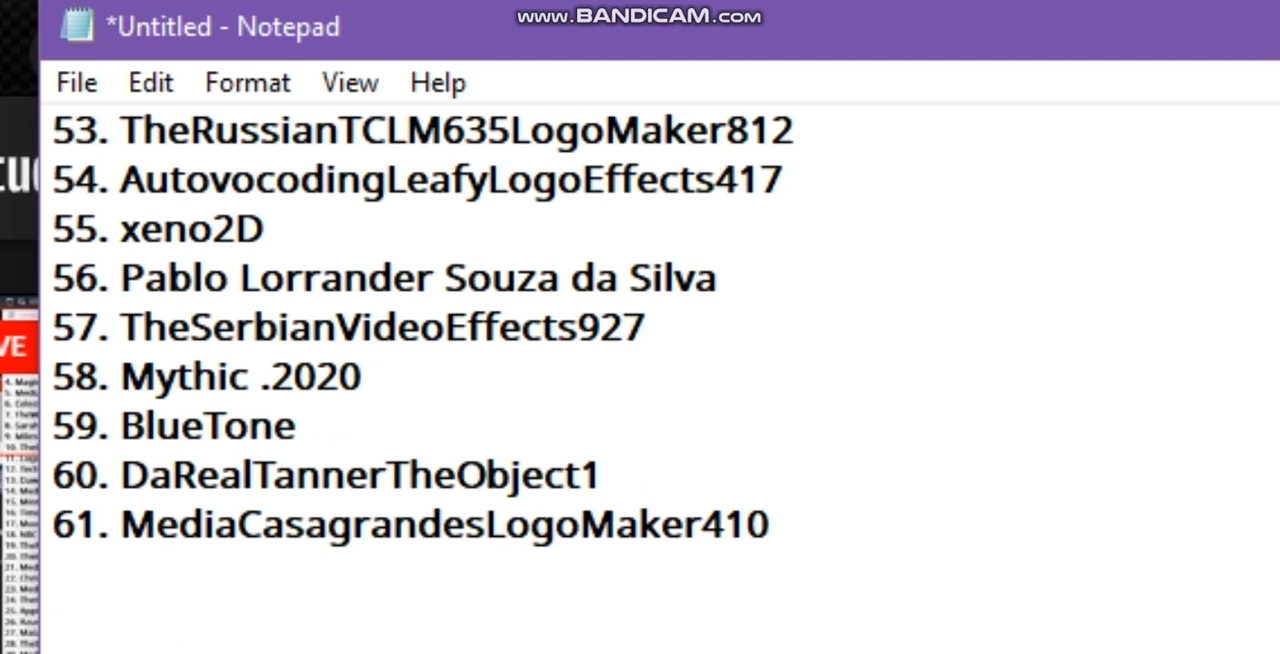 www.BANDICAM.com
*Untitled - Notepad
File Edit Format View Help
53. TheRussianTCLM635LogoMaker812
54. AutovocodingLeafyLogoEffects417
55. xeno2D
56. Pablo Lorrander Souza da Silva
57. TheSerbianVideoEffects927
58. Mythic .2020
59. BlueTone
60. DaRealTannerTheObject1
61. MediaCasagrandesLogoMaker410